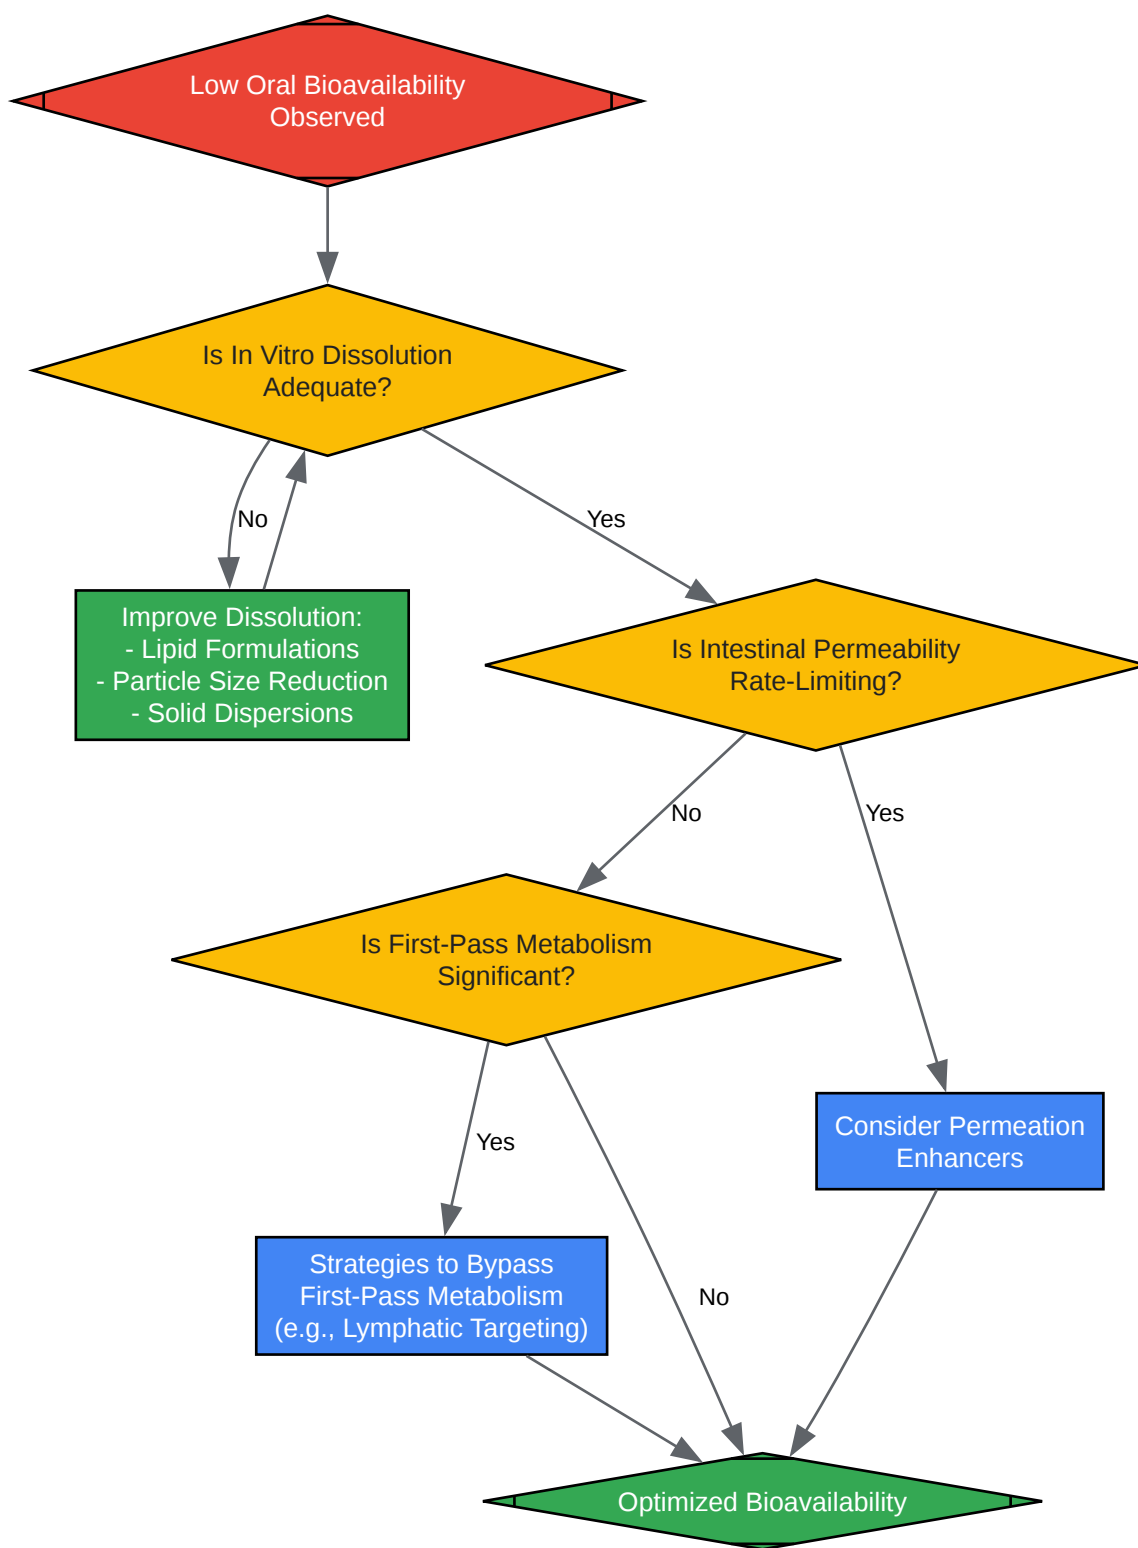 Low Oral Bioavailability
Observed
Is In Vitro Dissolution
Adequate?
No
Yes
Improve Dissolution:
- Lipid Formulations
- Particle Size Reduction
- Solid Dispersions
Is Intestinal Permeability
Rate-Limiting?
No
Yes
Is First-Pass Metabolism
Significant?
Yes
Consider Permeation
Enhancers
Strategies to Bypass
First-Pass Metabolism
(e.g., Lymphatic Targeting)
No
Optimized Bioavailability